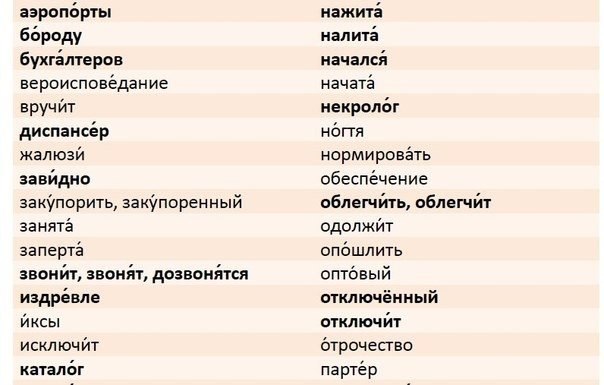 аэропо́рты
бо́роду
бухга́лтеров
вероиспове́дание
вручи́т
диспансе́р
жалюзи́
зави́дно
заку́порить, заку́поренный
занята́
заперта́
звони́т, звоня́т, дозвоня́тся
издре́вле
и́ксы
исключи́т
катало́г
нажита́
налита́
начался́
начата́
некроло́г
но́гтя
нормирова́ть
обеспе́чение
облегчи́ть, облегчи́т
одолжи́т
опо́шлить
опто́вый
отключённый
отключи́т
о́трочество
парте́р